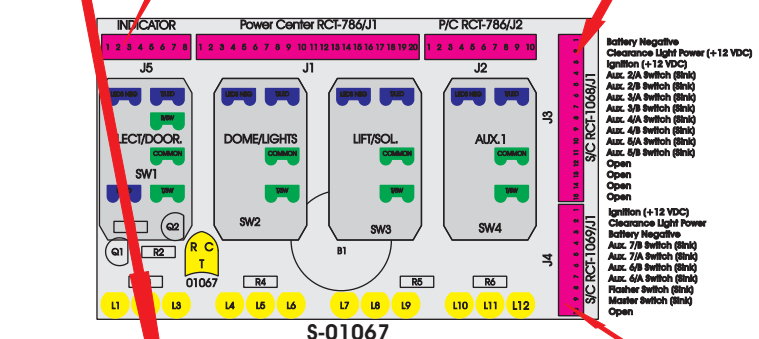 INDICATOR
Power Center RCT-786/J1
P/C RCT-786/J2
1 2 3 4 5 6 7 8
1 2 3 4 5 6 7 8 9 10 11 12 13 14 15 16 17 18 19 20
1 2 3 4 5 6 7 8 9 10
J5
J1
J2
J3
S/C RCT-1068/J1
Battery Negative
Clearance Light Power (+12 VDC)
Ignition (+12 VDC)
Aux. 2/A Switch (Sink)
Aux. 2/B Switch (Sink)
Aux. 3/A Switch (Sink)
Aux. 3/B Switch (Sink)
Aux. 4/A Switch (Sink)
Aux. 4/B Switch (Sink)
Aux. 5/A Switch (Sink)
Aux. 5/B Switch (Sink)
Open
Open
Open
Open
LECT/DOOR.
COMMON
SW1
DOME/LIGHTS
COMMON
SW2
LIFT/SOL.
COMMON
SW3
AUX.1
COMMON
SW4
J4
S/C RCT-1069/J1
Ignition (+12 VDC)
Clearance Light Power
Battery Negative
Aux. 7/B Switch (Sink)
Aux. 7/A Switch (Sink)
Aux. 6/B Switch (Sink)
Aux. 6/A Switch (Sink)
Flasher Switch (Sink)
Master Switch (Sink)
Open
Q2
Q1
R2
R C
T
01067
B1
R4
R5
R6
L1
L3
L4
L5
L6
L7
L8
L9
L10
L11
L12
S-01067